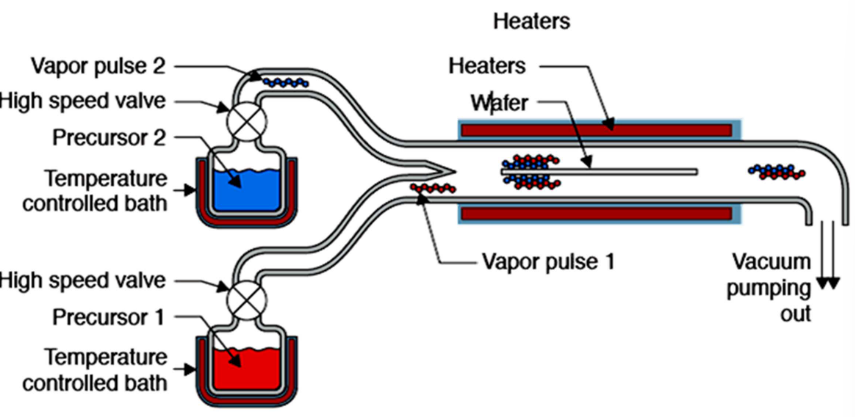 Heaters
Vapor pulse 2
Heaters
High speed valve
Wafer
Precursor 2
Temperature
controlled bath
High speed valve
Vapor pulse 1
Vacuum
pumping
out
Precursor 1
Temperature
controlled bath